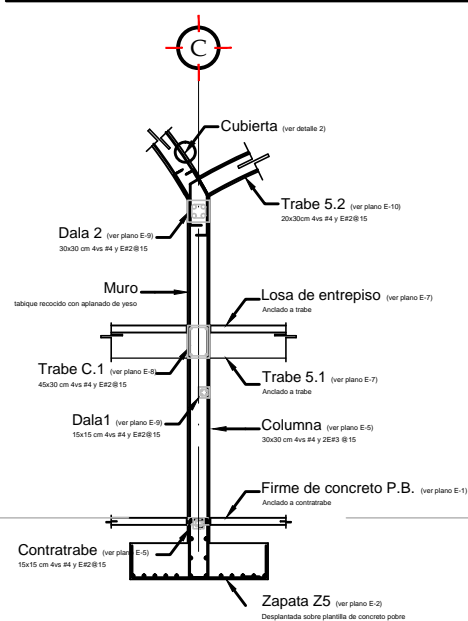 C
Cubierta (ver detalle 2)
Trabe 5.2 (ver plano E-10)
20x30cm 4vs #4 y E#2@15
Dala 2 (ver plano E-9)
30x30 cm 4vs #4 y E#2@15
Muro
tabique recocido con aplanado de yeso
Losa de entrepiso (ver plano E-7)
Anclado a trabe
Trabe C.1 (ver plano E-8)
45x30 cm 4vs #4 y E#2@15
Trabe 5.1 (ver plano E-7)
Anclado a trabe
Dala1 (ver plano E-9)
15x15 cm 4vs #4 y E#2@15
Columna (ver plano E-5)
30x30 cm 4vs #4 y 2E#3 @15
Firme de concreto P.B. (ver plano E-1)
Anclado a contratrabe
Contratrabe (ver plano E-5)
15x15 cm 4vs #4 y E#2@15
Zapata Z5 (ver plano E-2)
Desplantada sobre plantilla de concreto pobre